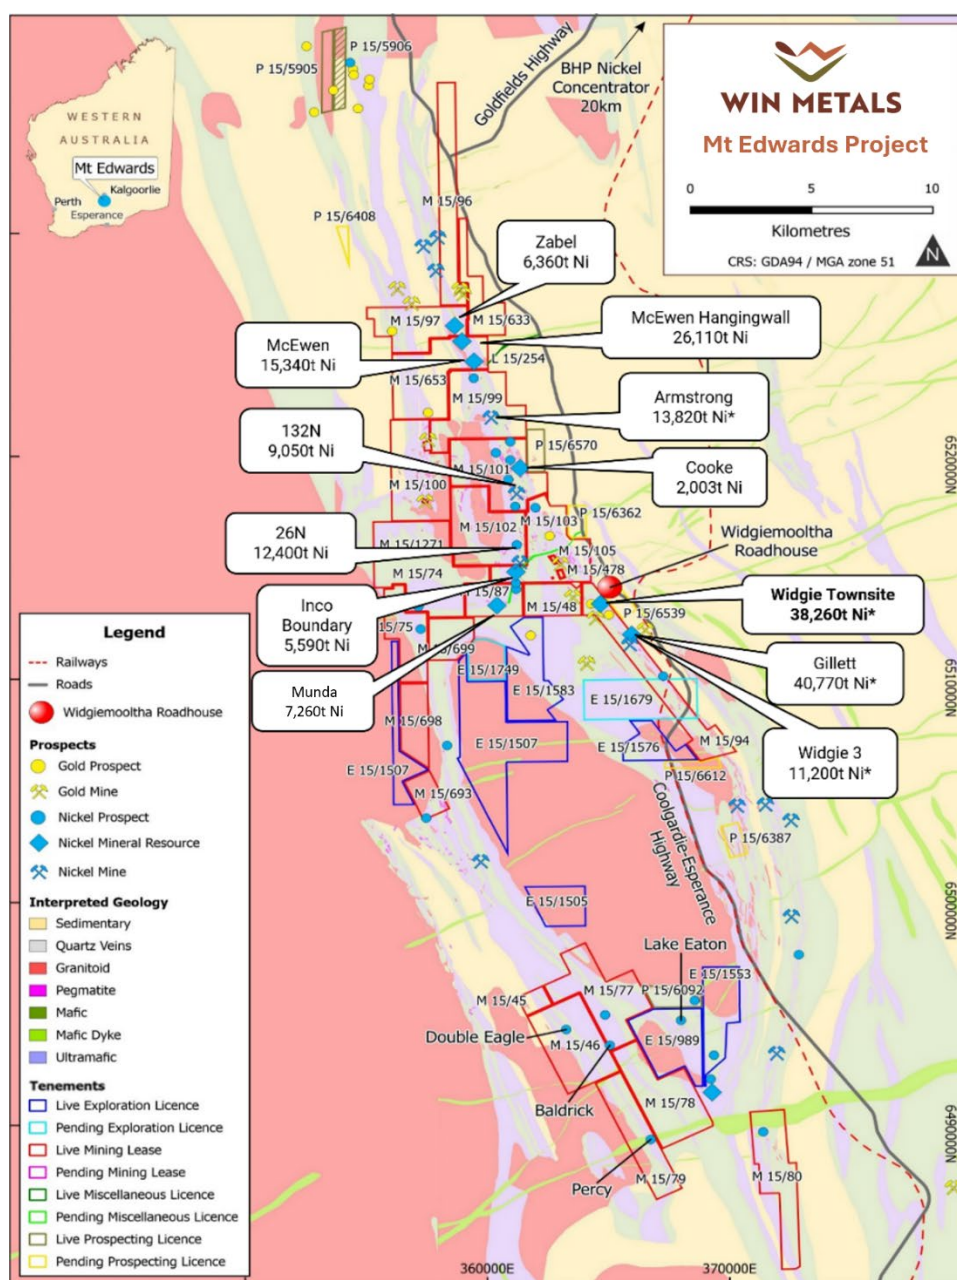 P 15/5906
P 15/5905
Goldfields Highway
BHP Nickel
Concentrator
20km
WIN METALS
Mt Edwards Project
0 5 10
Kilometres
CRS: GDA94 / MGA zone 51
N
WESTERN
AUSTRALIA
Mt Edwards
Kalgoorlie
Perth
Esperance
P 15/6408
M 15/96
Zabel
6,360t Ni
M 15/97
M 15/633
McEwen Hangingwall
26,110t Ni
McEwen
15,340t Ni
L 15/254
M 15/653
M 15/99
Armstrong
13,820t Ni*
132N
9,050t Ni
P 15/6570
M 15/101
Cooke
2,003t Ni
M 15/100
6520000N
M 15/102
M 15/103
P 15/6362
26N
12,400t Ni
M 15/1271
M 15/105
Widgiemooltha
Roadhouse
M 15/74
M 15/478
Inco
Boundary
5,590t Ni
15/87
M 15/48
P 15/6539
Widgie Townsite
38,260t Ni*
15/75
M 15/699
E 15/1749
E 15/1583
Gillett
40,770t Ni*
Munda
7,260t Ni
E 15/1679
6510000N
M 15/698
E 15/1507
E 15/1576
M 15/94
Widgie 3
11,200t Ni*
E 15/1507
P 15/6612
M 15/693
Coolgardie-Esperance
Highway
P 15/6387
E 15/1505
6500000N
Lake Eaton
E 15/1553
M 15/77
P 15/6092
M 15/45
Double Eagle
M 15/46
E 15/989
Baldrick
M 15/78
6490000N
Percy
M 15/79
M 15/80
360000E
370000E
Legend
Railways
Roads
Widgiemooltha Roadhouse
Prospects
Gold Prospect
Gold Mine
Nickel Prospect
Nickel Mineral Resource
Nickel Mine
Interpreted Geology
Sedimentary
Quartz Veins
Granitoid
Pegmatite
Mafic
Mafic Dyke
Ultramafic
Tenements
Live Exploration Licence
Pending Exploration Licence
Live Mining Lease
Pending Mining Lease
Live Miscellaneous Licence
Pending Miscellaneous Licence
Live Prospecting Licence
Pending Prospecting Licence